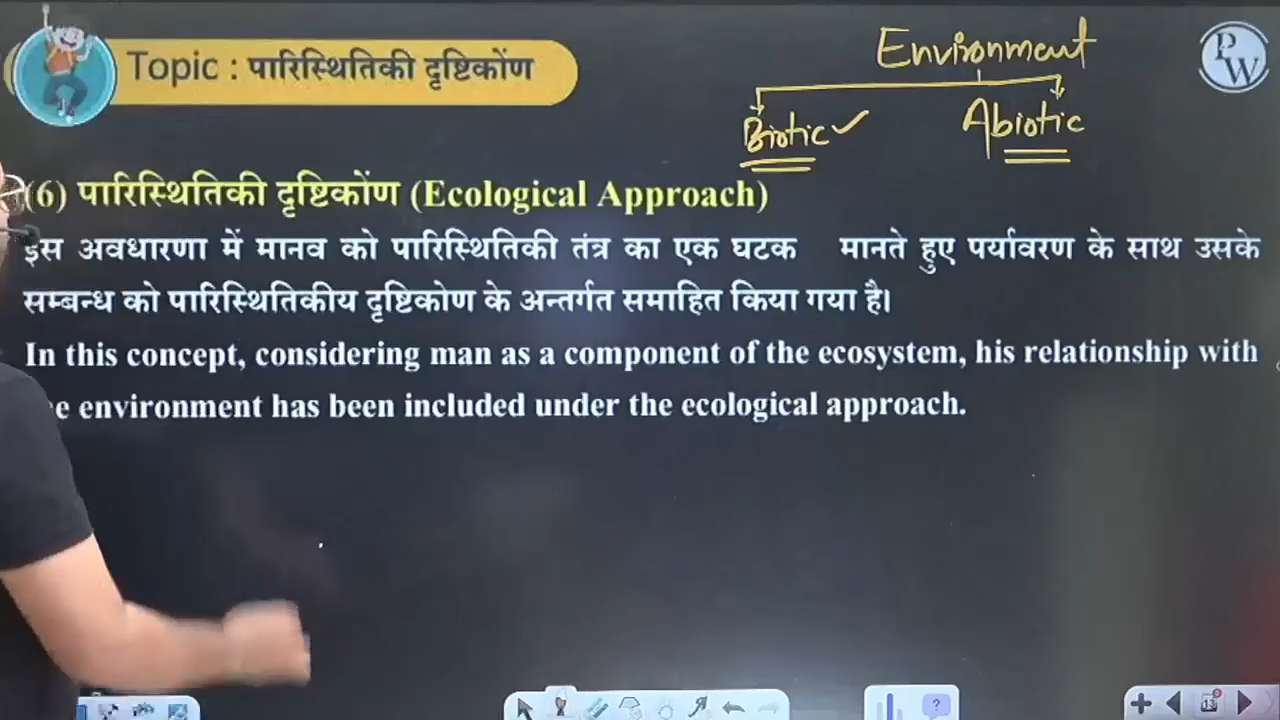 Topic : पारिस्थितिकी दृष्टिकोंण
Environment
Biotic Abiotic
PW
(6) पारिस्थितिकी दृष्टिकोंण (Ecological Approach)
इस अवधारणा में मानव को पारिस्थितिकी तंत्र का एक घटक मानते हुए पर्यावरण के साथ उसके
सम्बन्ध को पारिस्थितिकीय दृष्टिकोण के अन्तर्गत समाहित किया गया है।
In this concept, considering man as a component of the ecosystem, his relationship with
environment has been included under the ecological approach.
13